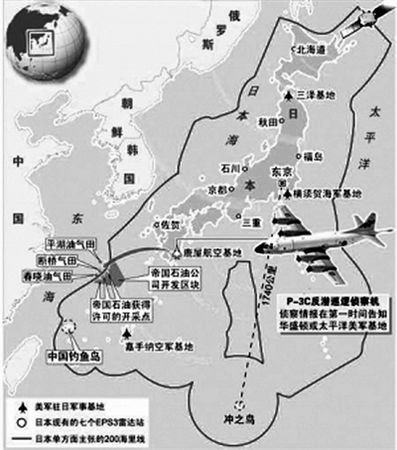 俄
罗
斯
北海道
朝
鲜
韩
国
中
国
日
本
海
三泽基地
秋田
日
本
太
平
洋
福岛
石川
东京
京都
横须贺海军基地
三重
佐贺
东
海
鹿屋航空基地
平湖油气田
断桥油气田
春晓油气田
帝国石油公
司开发区块
帝国石油获得
许可的开采点
1740公里
P-3C反潜巡逻侦察机
侦察情报在第一时间告知
华盛顿或太平洋美军基地
中国钓鱼岛
嘉手纳空军基地
冲之鸟
美军驻日军事基地
日本现有的七个EPS3雷达站
日本单方面主张的200海里线